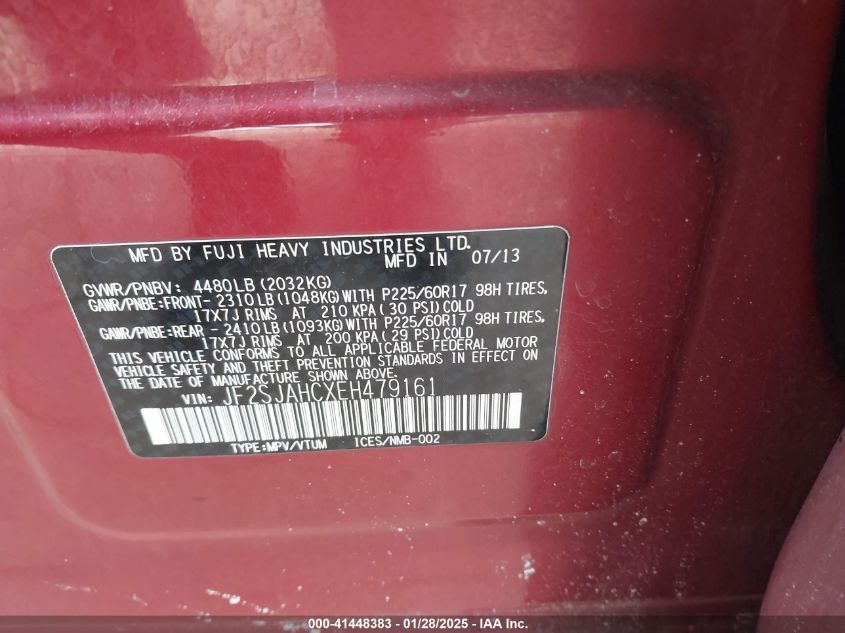 MFD BY FUJI HEAVY INDUSTRIES LTD.
MFD IN 07/13
GVWR/PNBV: 4480LB (2032KG)
GAWR/PNBE:FRONT- 2310LB (1048KG)WITH P225/60R17 98H TIRES,
17X7J RIMS AT 210 KPA( 30 PSI)COLD
GAWR/PNBE:REAR - 2410LB(1093KG)WITH P225/60R17 98H TIRES,
17X7J RIMS AT 200 KPA( 29 PSI)COLD
THIS VEHICLE CONFORMS TO ALL APPLICABLE FEDERAL MOTOR
VEHICLE SAFETY AND THEFT PREVENTION STANDARDS IN EFFECT ON
THE DATE OF MANUFACTURE SHOWN ABOVE.
VIN: JF2SJAHCXEH479161
TYPE:MPV/VTUM ICES/NMB-002
000-41448383 | 01/28/2025 | IAA Inc.